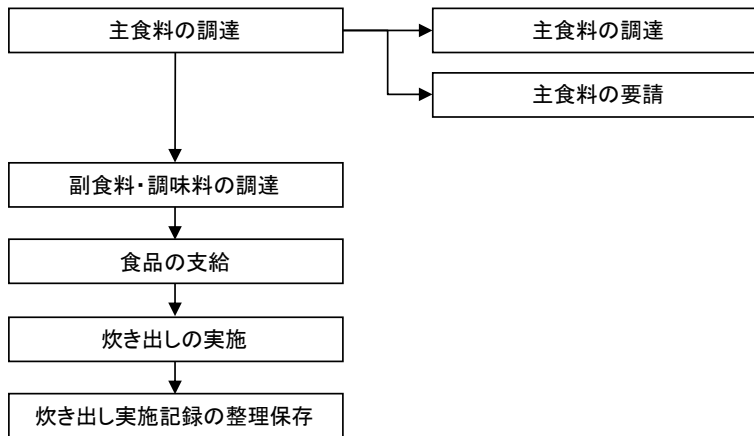 主食料の調達
主食料の調達
主食料の要請
副食料・調味料の調達
食品の支給
炊き出しの実施
炊き出し実施記録の整理保存